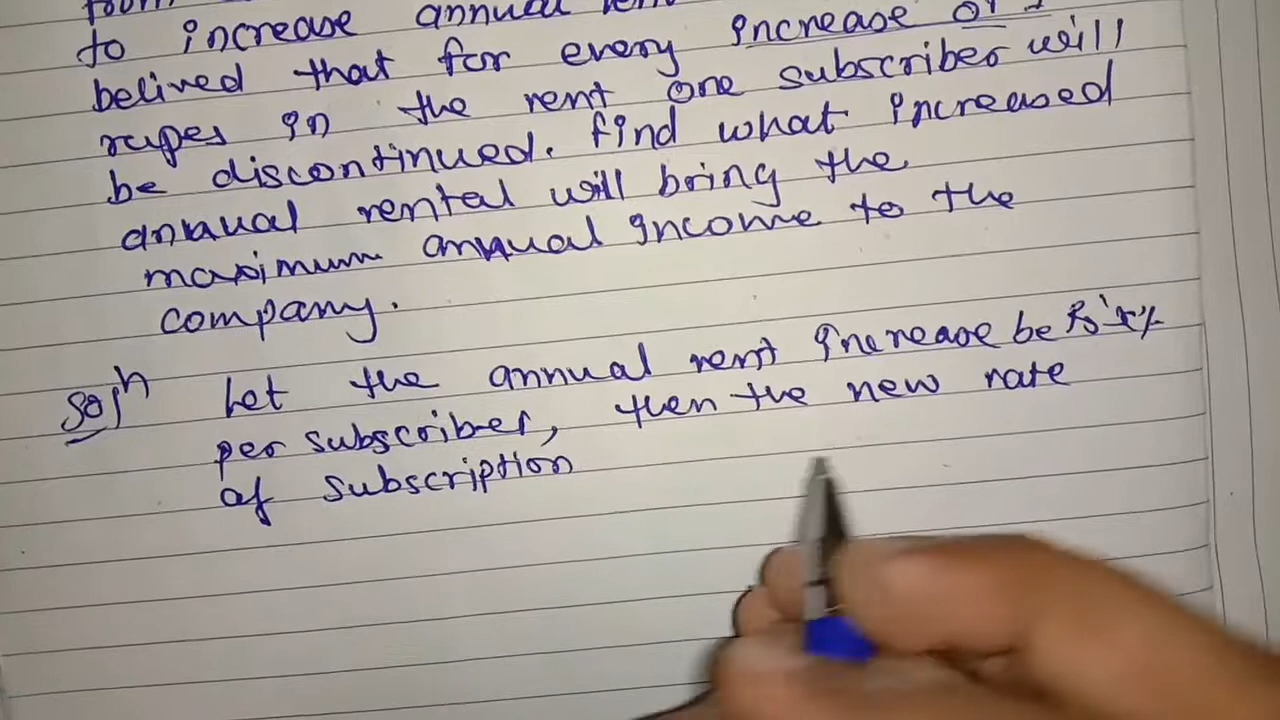 to increase annual
belived that for every increase of
rupes in the rent one subscriber will
be discontinued. find what increased
annual rental will bring the
maximum annual income to the
company.
Solⁿ Let the annual rent increase be Rs 'x'
per subscriber, then the new rate
of subscription